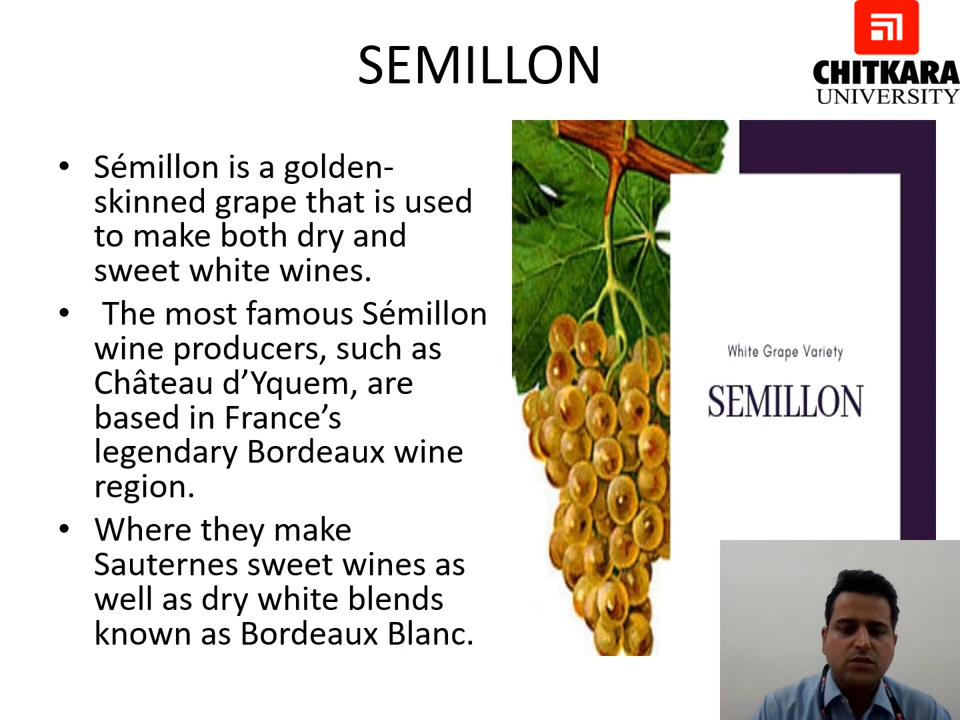 SEMILLON
CHITKARA
UNIVERSITY
• Sémillon is a golden-
skinned grape that is used
to make both dry and
sweet white wines.
• The most famous Sémillon
wine producers, such as
Château d’Yquem, are
based in France’s
legendary Bordeaux wine
region.
• Where they make
Sauternes sweet wines as
well as dry white blends
known as Bordeaux Blanc.
White Grape Variety
SEMILLON